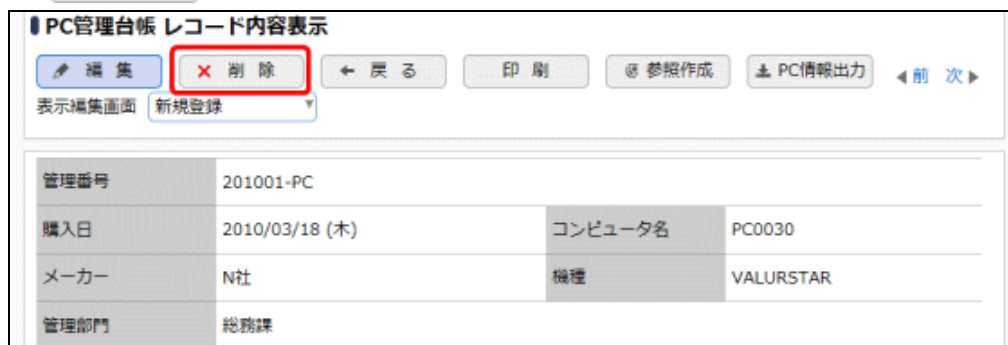 PC管理台帳 レコード内容表示
編 集 削 除 戻 る 印 刷 参照作成 PC情報出力 前 次
表示編集画面 新規登録
管理番号 201001-PC
購入日 2010/03/18 (木) コンピュータ名 PC0030
メーカー N社 機種 VALURSTAR
管理部門 総務課